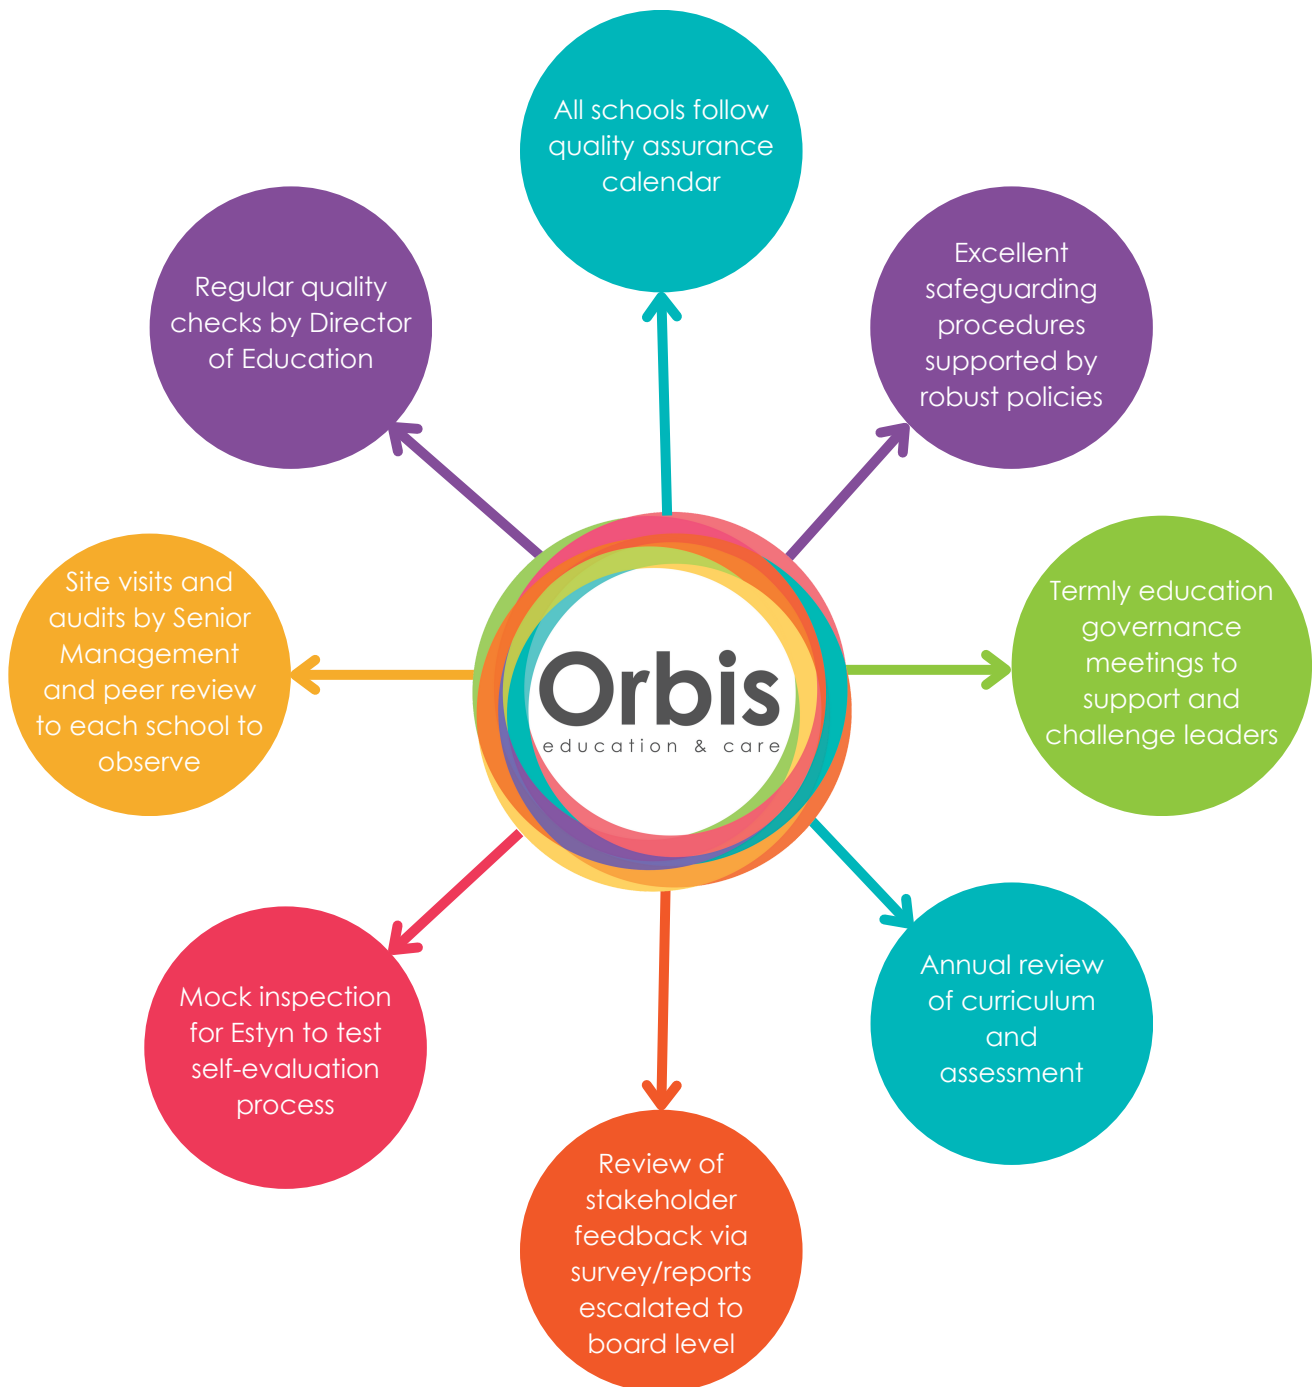 All schools follow
quality assurance
calendar
Excellent
safeguarding
procedures
supported by
robust policies
Termly education
governance
meetings to
support and
challenge leaders
Annual review
of curriculum
and
assessment
Review of
stakeholder
feedback via
survey/reports
escalated to
board level
Mock inspection
for Estyn to test
self-evaluation
process
Site visits and
audits by Senior
Management
and peer review
to each school to
observe
Regular quality
checks by Director
of Education
Orbis
education & care